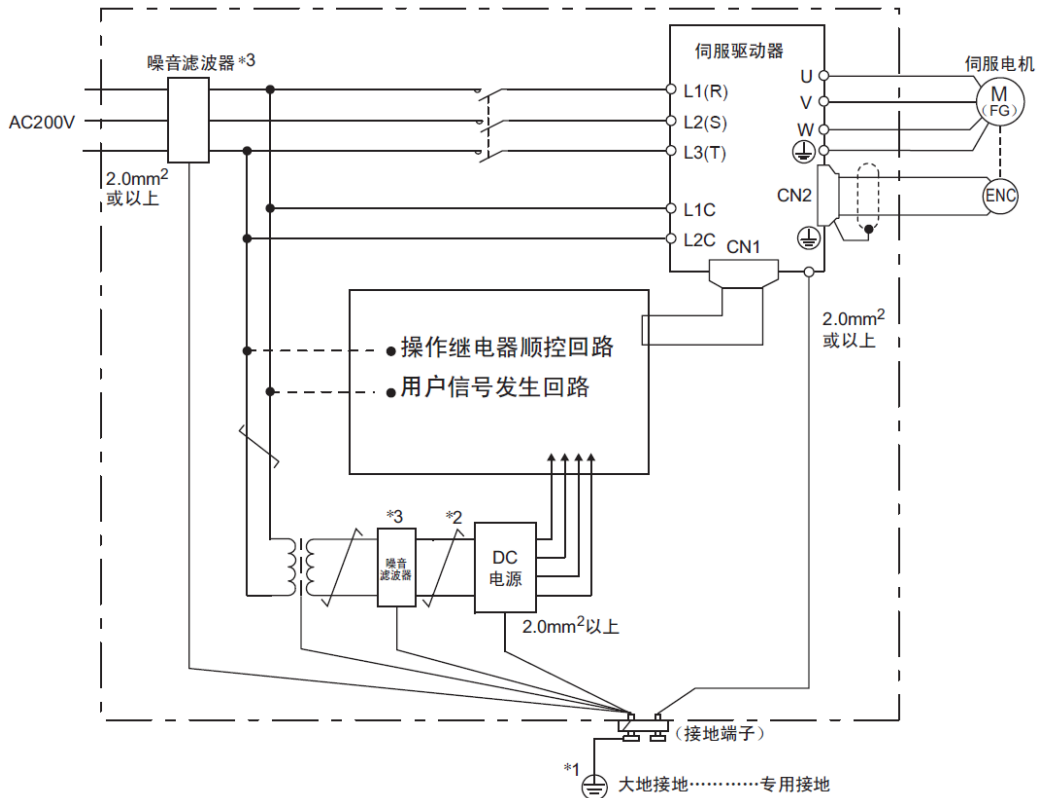 伺服驱动器
噪音滤波器*3
伺服电机
U
L1(R)
V
M
(FG)
AC200V
L2(S)
W
L3(T)
2.0mm2
或以上
CN2
ENC
L1C
L2C
CN1
2.0mm2
或以上
●操作继电器顺控回路
●用户信号发生回路
*3
*2
噪音
滤波器
DC
电源
2.0mm2以上
(接地端子)
*1
大地接地…………专用接地